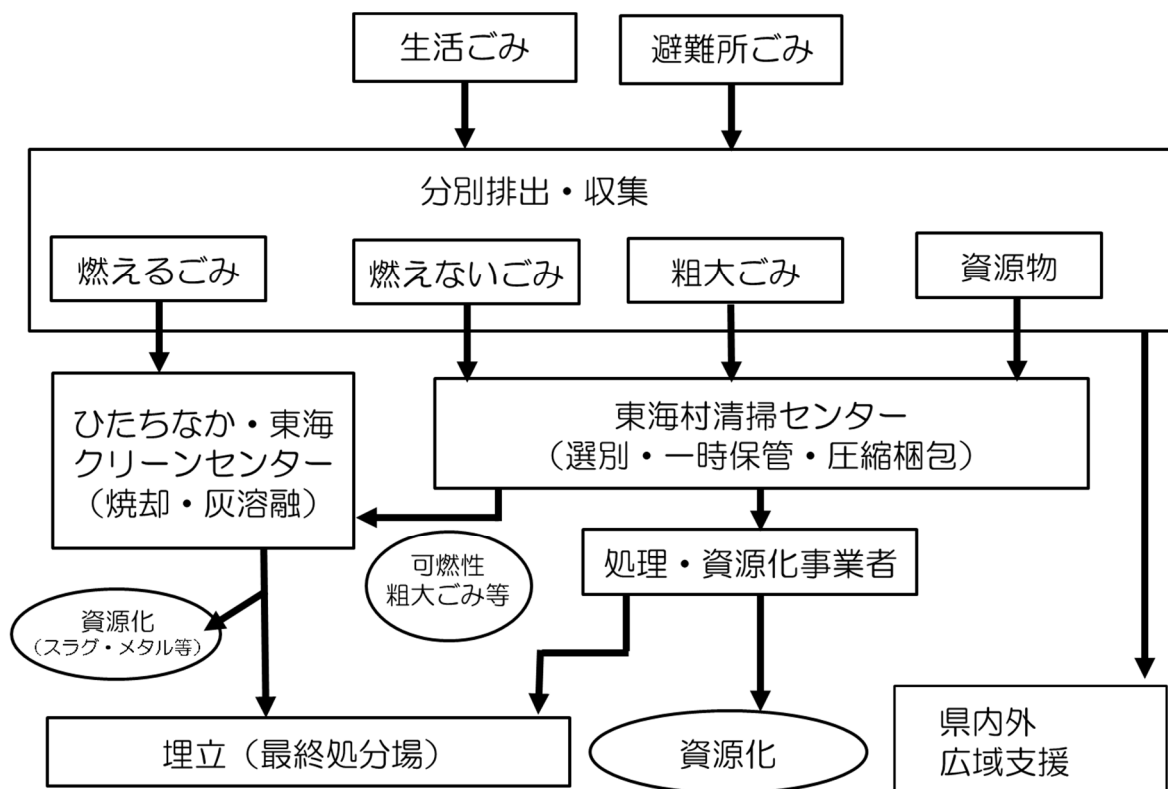 生活ごみ
避難所ごみ
分別排出・収集
燃えるごみ
燃えないごみ
粗大ごみ
資源物
ひたちなか・東海
クリーンセンター
（焼却・灰溶融）
東海村清掃センター
（選別・一時保管・圧縮梱包）
可燃性
粗大ごみ等
処理・資源化事業者
資源化
（スラグ・メタル等）
埋立（最終処分場）
資源化
県内外
広域支援